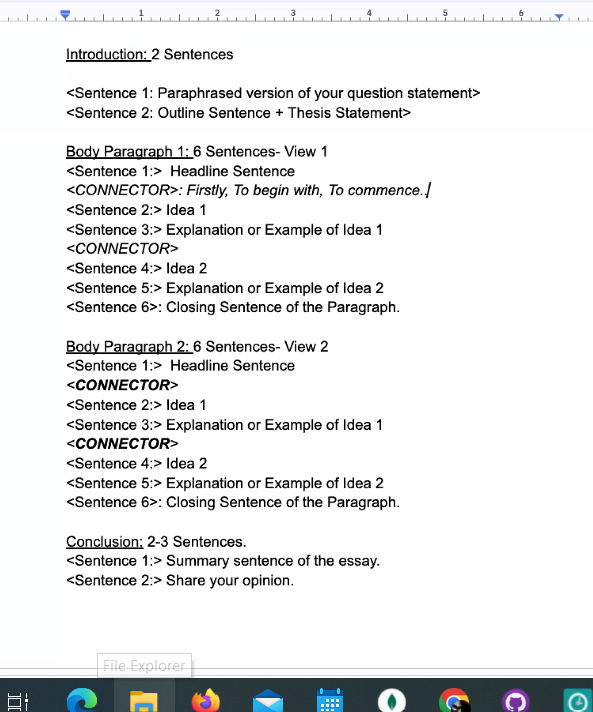 1 2 3 4 5 6
Introduction: 2 Sentences
<Sentence 1: Paraphrased version of your question statement>
<Sentence 2: Outline Sentence + Thesis Statement>
Body Paragraph 1: 6 Sentences- View 1
<Sentence 1:>  Headline Sentence
<CONNECTOR>: Firstly, To begin with, To commence..
<Sentence 2:> Idea 1
<Sentence 3:> Explanation or Example of Idea 1
<CONNECTOR>
<Sentence 4:> Idea 2
<Sentence 5:> Explanation or Example of Idea 2
<Sentence 6>: Closing Sentence of the Paragraph.
Body Paragraph 2: 6 Sentences- View 2
<Sentence 1:>  Headline Sentence
<CONNECTOR>
<Sentence 2:> Idea 1
<Sentence 3:> Explanation or Example of Idea 1
<CONNECTOR>
<Sentence 4:> Idea 2
<Sentence 5:> Explanation or Example of Idea 2
<Sentence 6>: Closing Sentence of the Paragraph.
Conclusion: 2-3 Sentences.
<Sentence 1:> Summary sentence of the essay.
<Sentence 2:> Share your opinion.
File Explorer